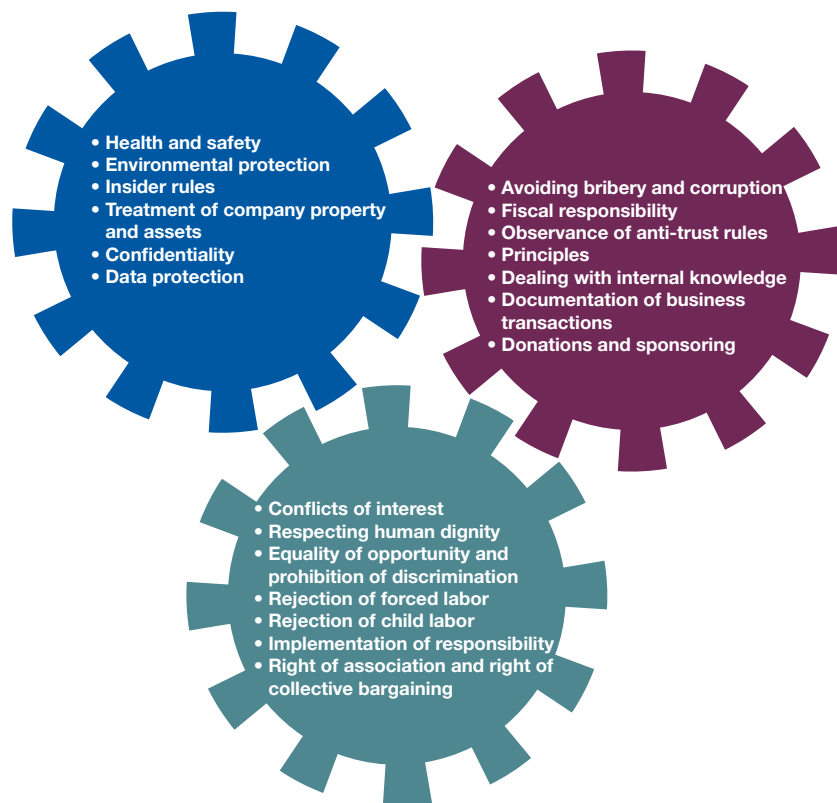 • Health and safety
• Environmental protection
• Insider rules
• Treatment of company property
and assets
• Confidentiality
• Data protection
• Avoiding bribery and corruption
• Fiscal responsibility
• Observance of anti-trust rules
• Principles
• Dealing with internal knowledge
• Documentation of business
transactions
• Donations and sponsoring
• Conflicts of interest
• Respecting human dignity
• Equality of opportunity and
prohibition of discrimination
• Rejection of forced labor
• Rejection of child labor
• Implementation of responsibility
• Right of association and right of
collective bargaining